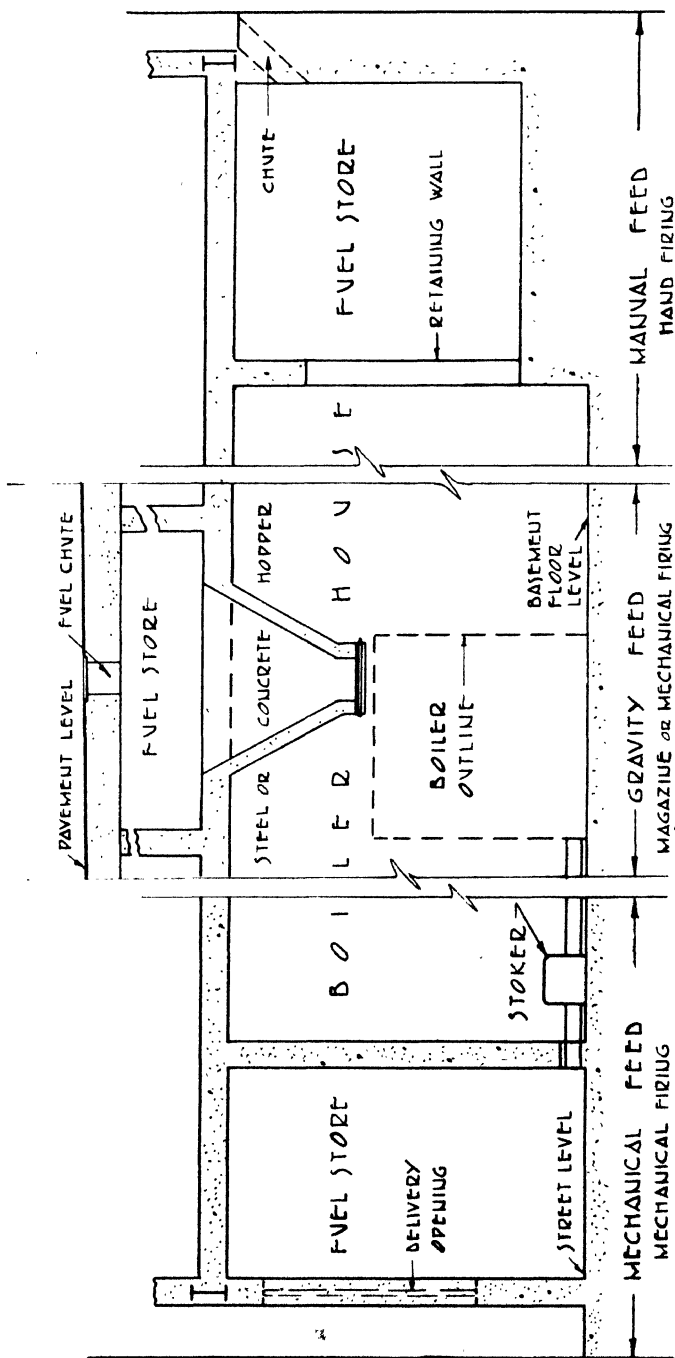 PAVEMENT LEVEL
FUEL CHUTE
FUEL STORE
STEEL OR CONCRETE HOPPER
CHUTE
FUEL STORE
RETAINING WALL
FUEL STORE
DELIVERY
OPENING
BOILER HOUSE
BOILER
OUTLINE
STOKER
STREET LEVEL
BASEMENT
FLOOR
LEVEL
MECHANICAL FEED
MECHANICAL FIRING
GRAVITY FEED
MAGAZINE OR MECHANICAL FIRING
MANUAL FEED
HAND FIRING